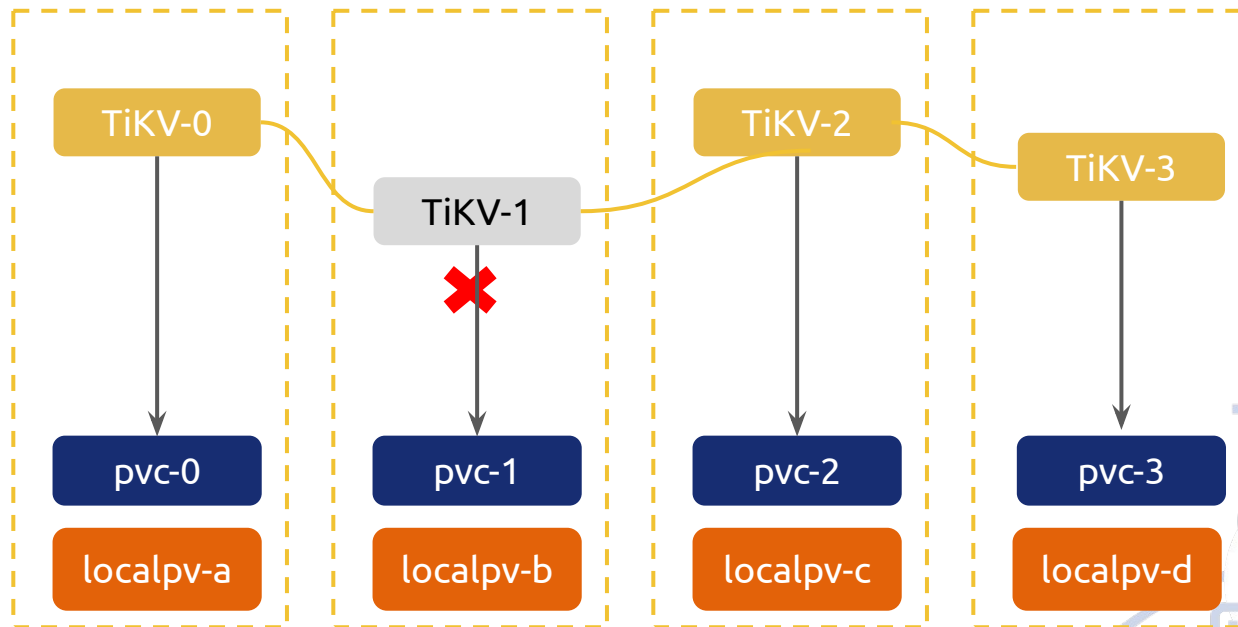 TiKV-0
TiKV-1
TiKV-2
TiKV-3
pvc-0
pvc-1
pvc-2
pvc-3
localpv-a
localpv-b
localpv-c
localpv-d